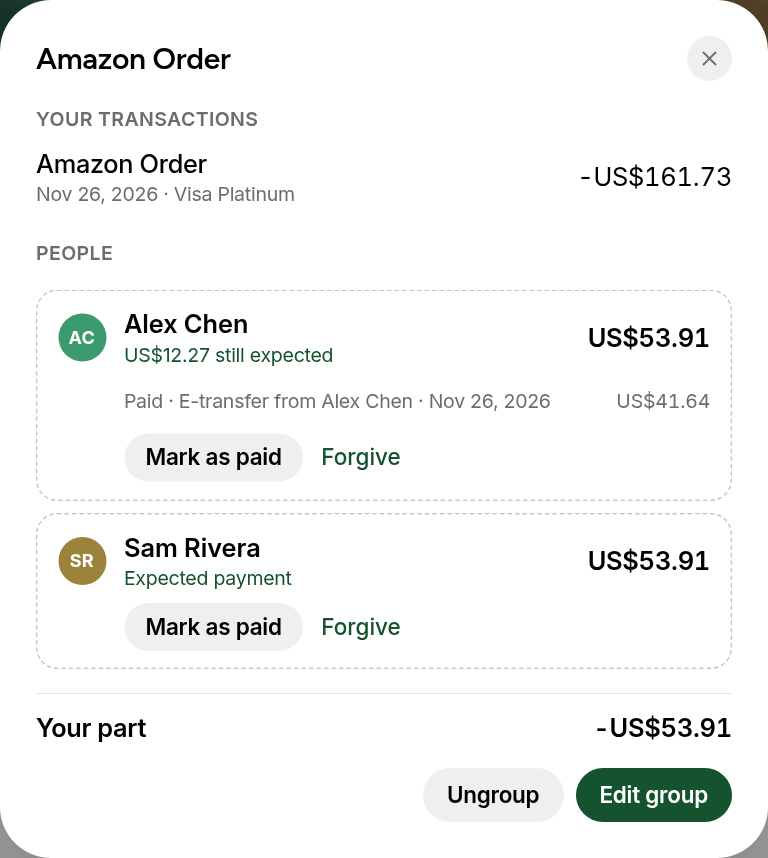 Amazon Order
YOUR TRANSACTIONS
Amazon Order
-US$161.73
Nov 26, 2026 · Visa Platinum
PEOPLE
AC
Alex Chen
US$53.91
US$12.27 still expected
Paid · E-transfer from Alex Chen · Nov 26, 2026
US$41.64
Mark as paid
Forgive
SR
Sam Rivera
US$53.91
Expected payment
Mark as paid
Forgive
Your part
-US$53.91
Ungroup
Edit group